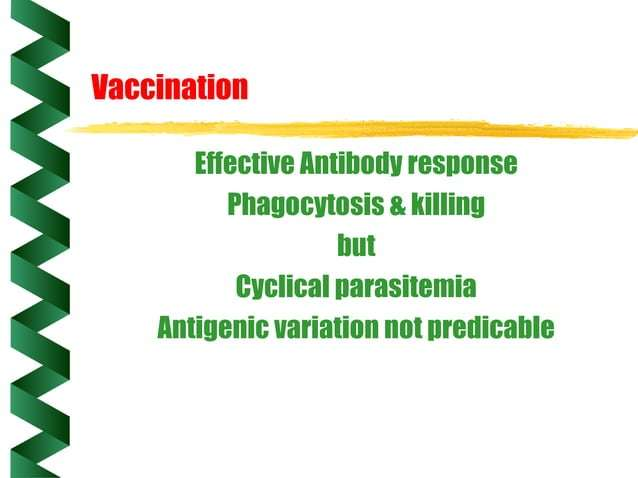 Vaccination
Effective Antibody response
Phagocytosis & killing
but
Cyclical parasitemia
Antigenic variation not predicable